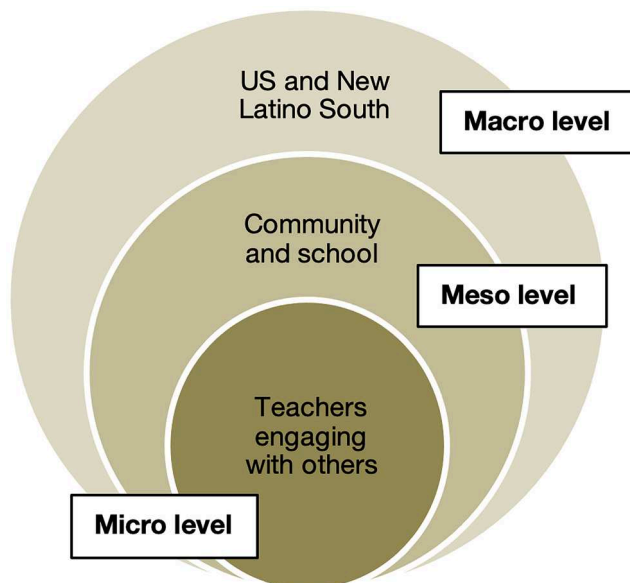 US and New
Latino South
Macro level
Community
and school
Meso level
Teachers
engaging
with others
Micro level